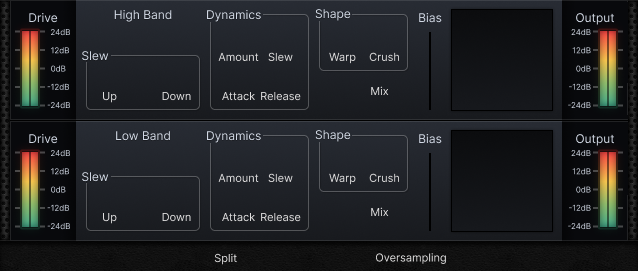 Drive High Band Dynamics Shape Bias Output
24dB 24dB
12dB Slew Amount Slew Warp Crush 12dB
0dB 0dB
-12dB Up Down Attack Release Mix -12dB
-24dB -24dB
Drive Low Band Dynamics Shape Bias Output
24dB 24dB
12dB Slew Amount Slew Warp Crush 12dB
0dB 0dB
-12dB Up Down Attack Release Mix -12dB
-24dB -24dB
Split Oversampling